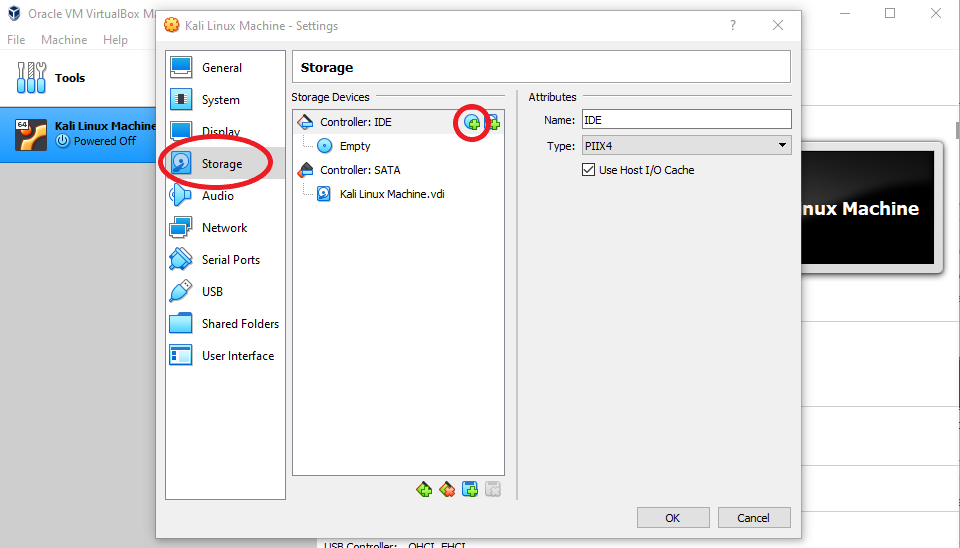 Oracle VM VirtualBox
Kali Linux Machine - Settings
?
File Machine Help
Tools
64
Kali Linux Machine
Powered Off
General
System
Display
Storage
Audio
Network
Serial Ports
USB
Shared Folders
User Interface
Storage
Storage Devices
Controller: IDE
Empty
Controller: SATA
Kali Linux Machine.vdi
Attributes
Name: IDE
Type: PIIX4
Use Host I/O Cache
Machine
OK
Cancel
USB Controller: OHCI, EHCI